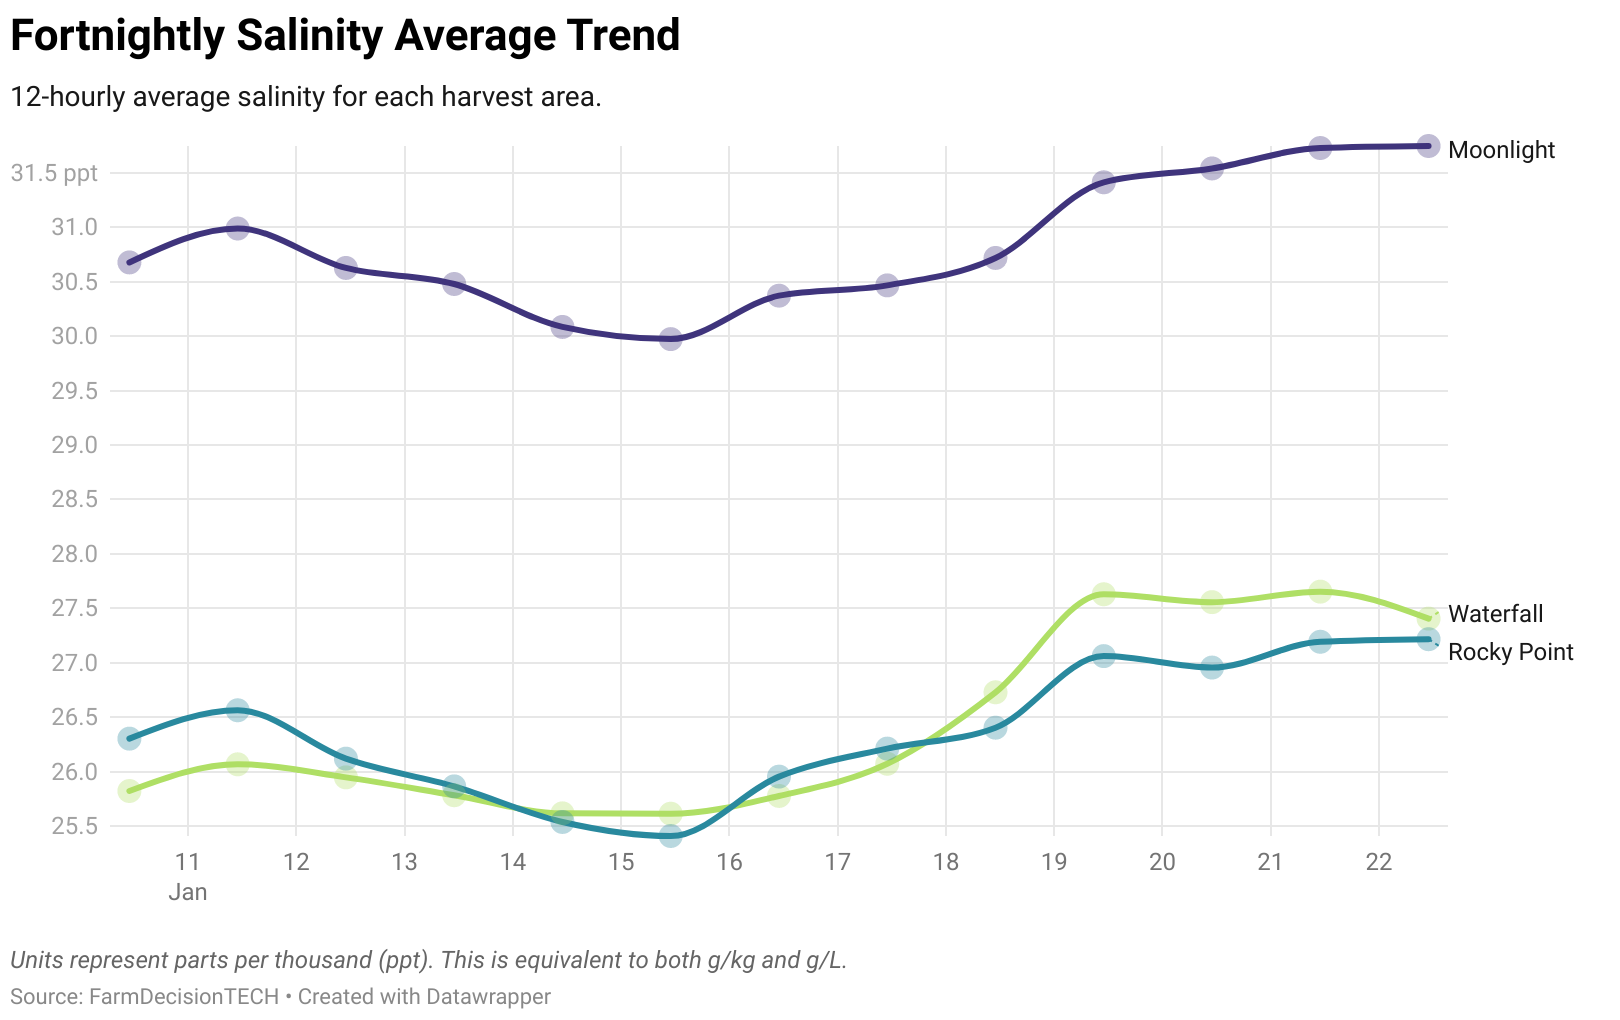 Fortnightly Salinity Average Trend
12-hourly average salinity for each harvest area.
31.5 ppt
31.0
30.5
30.0
29.5
29.0
28.5
28.0
27.5
27.0
26.5
26.0
25.5
Moonlight
Waterfall
Rocky Point
11 12 13 14 15 16 17 18 19 20 21 22
Jan
Units represent parts per thousand (ppt). This is equivalent to both g/kg and g/L.
Source: FarmDecisionTECH • Created with Datawrapper